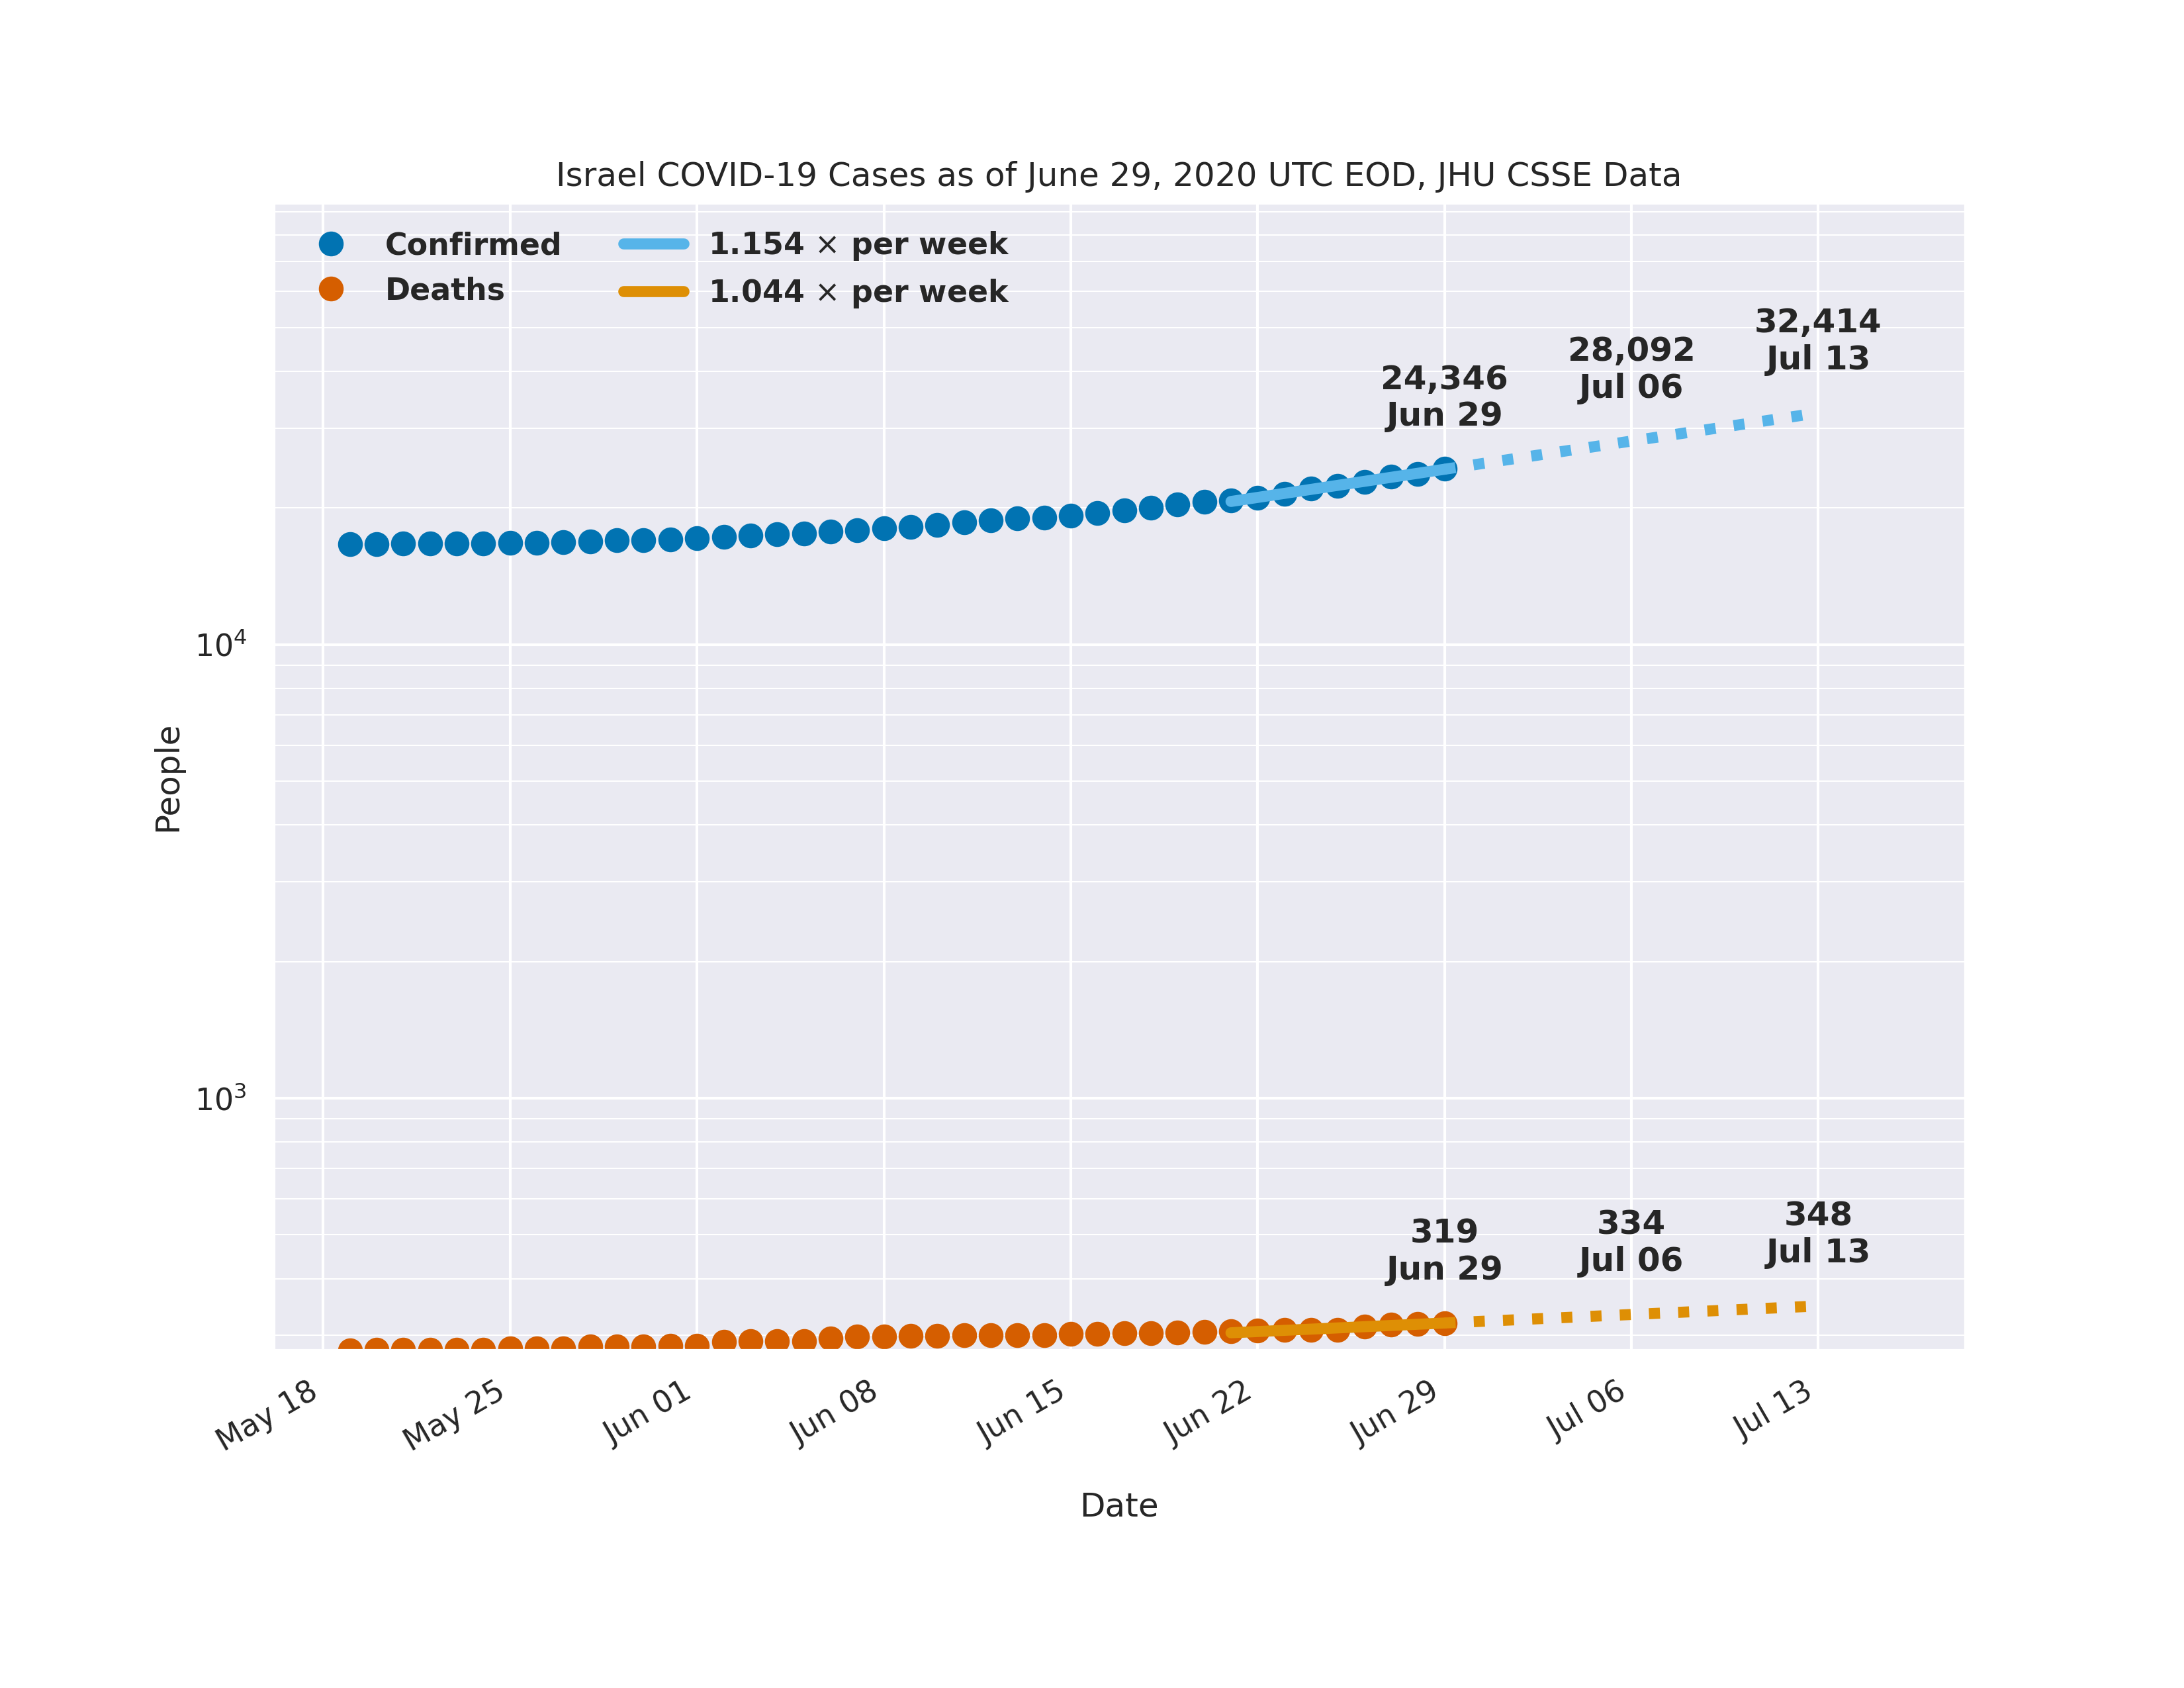 Israel COVID-19 Cases as of June 29, 2020 UTC EOD, JHU CSSE Data
Confirmed
Deaths
1.154 × per week
1.044 × per week
24,346
Jun 29
28,092
Jul 06
32,414
Jul 13
10⁴
People
10³
319
Jun 29
334
Jul 06
348
Jul 13
May 18
May 25
Jun 01
Jun 08
Jun 15
Jun 22
Jun 29
Jul 06
Jul 13
Date